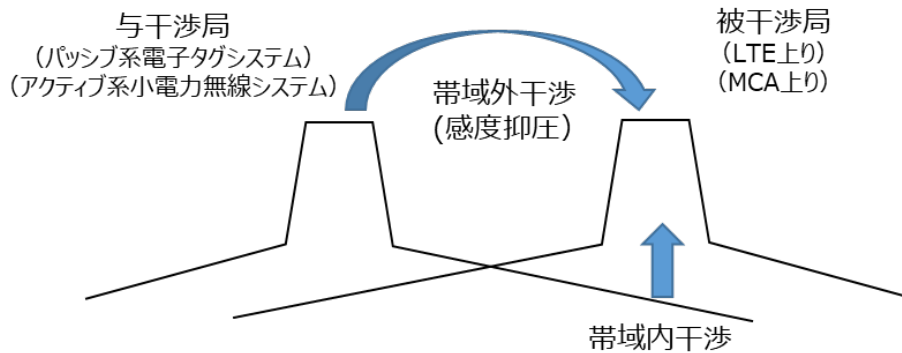 与干渉局
（パッシブ系電子タグシステム）
（アクティブ系小電力無線システム）
帯域外干渉
(感度抑圧）
被干渉局
（LTE上り）
（MCA上り）
帯域内干渉